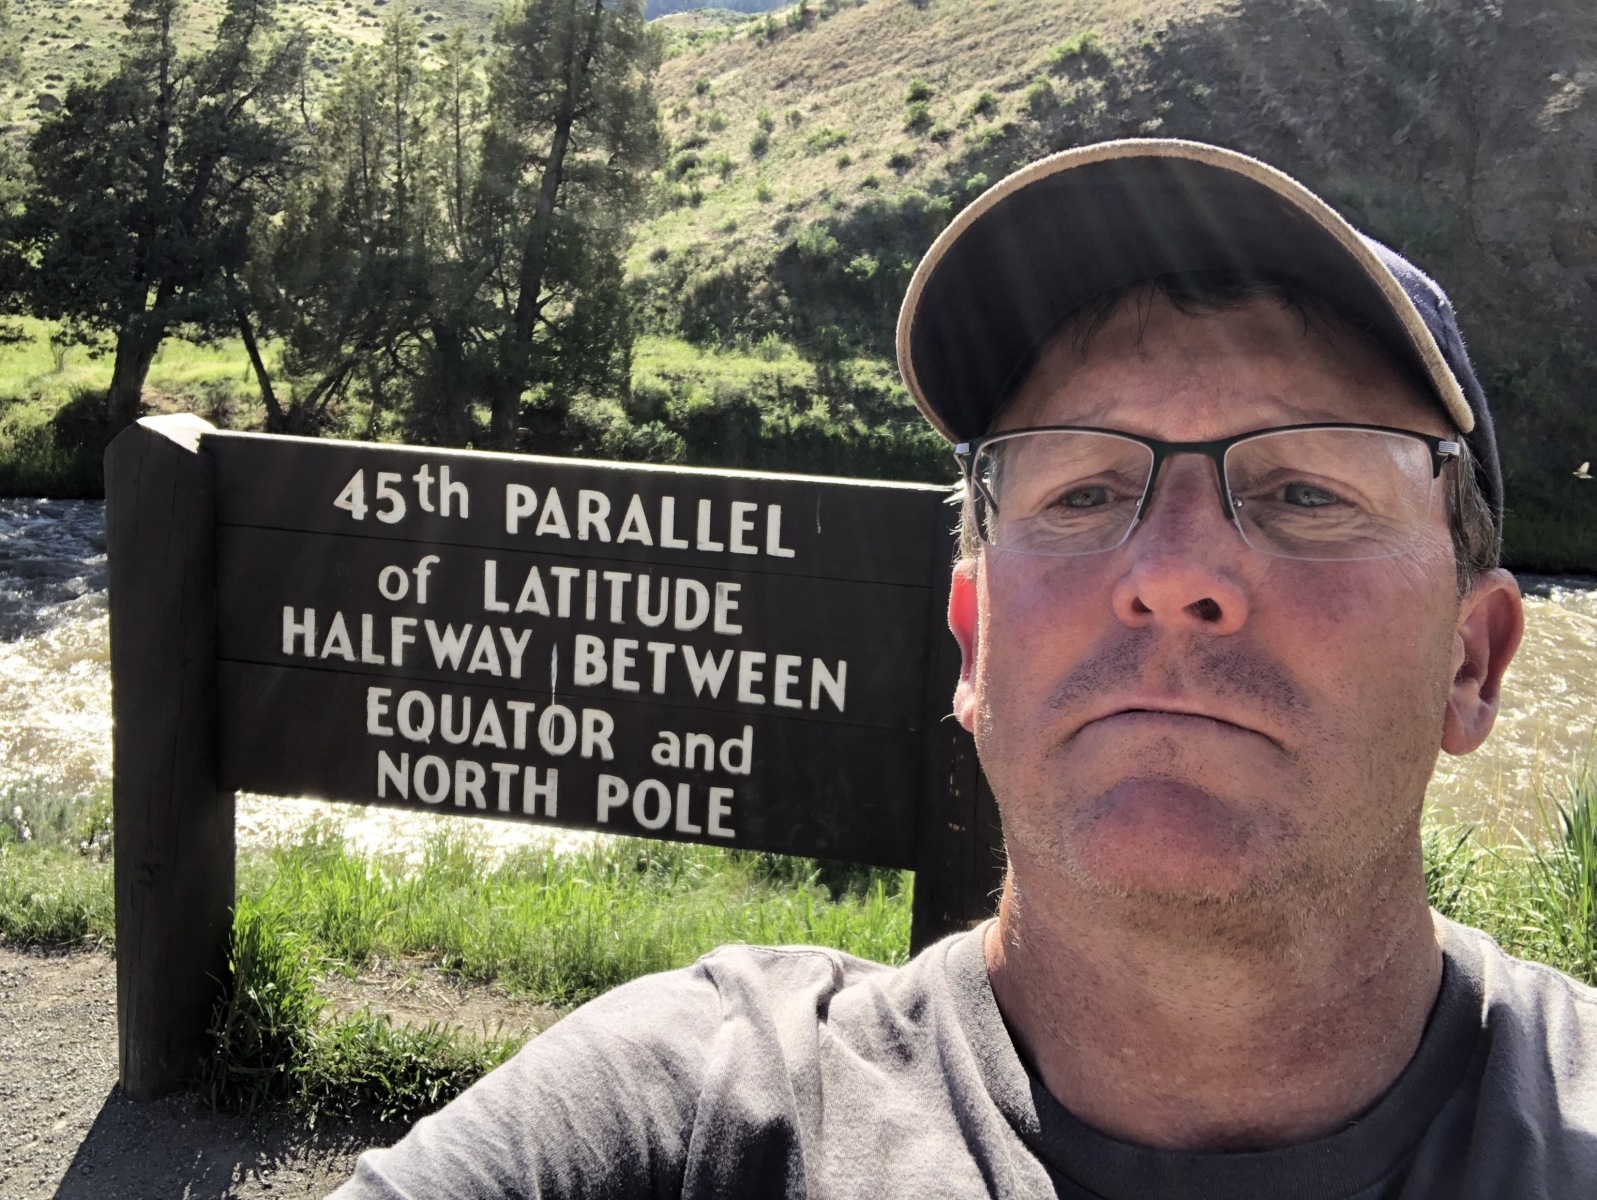 45th PARALLEL
of LATITUDE
HALFWAY BETWEEN
EQUATOR and
NORTH POLE